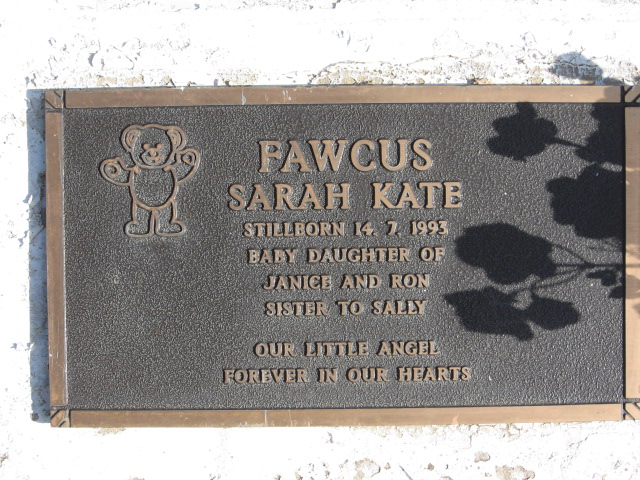 FAWCUS
SARAH KATE
STILLBORN 14 7 1993
BABY DAUGHTER OF
JANICE AND RON
SISTER TO SALLY
OUR LITTLE ANGEL
FOREVER IN OUR HEARTS